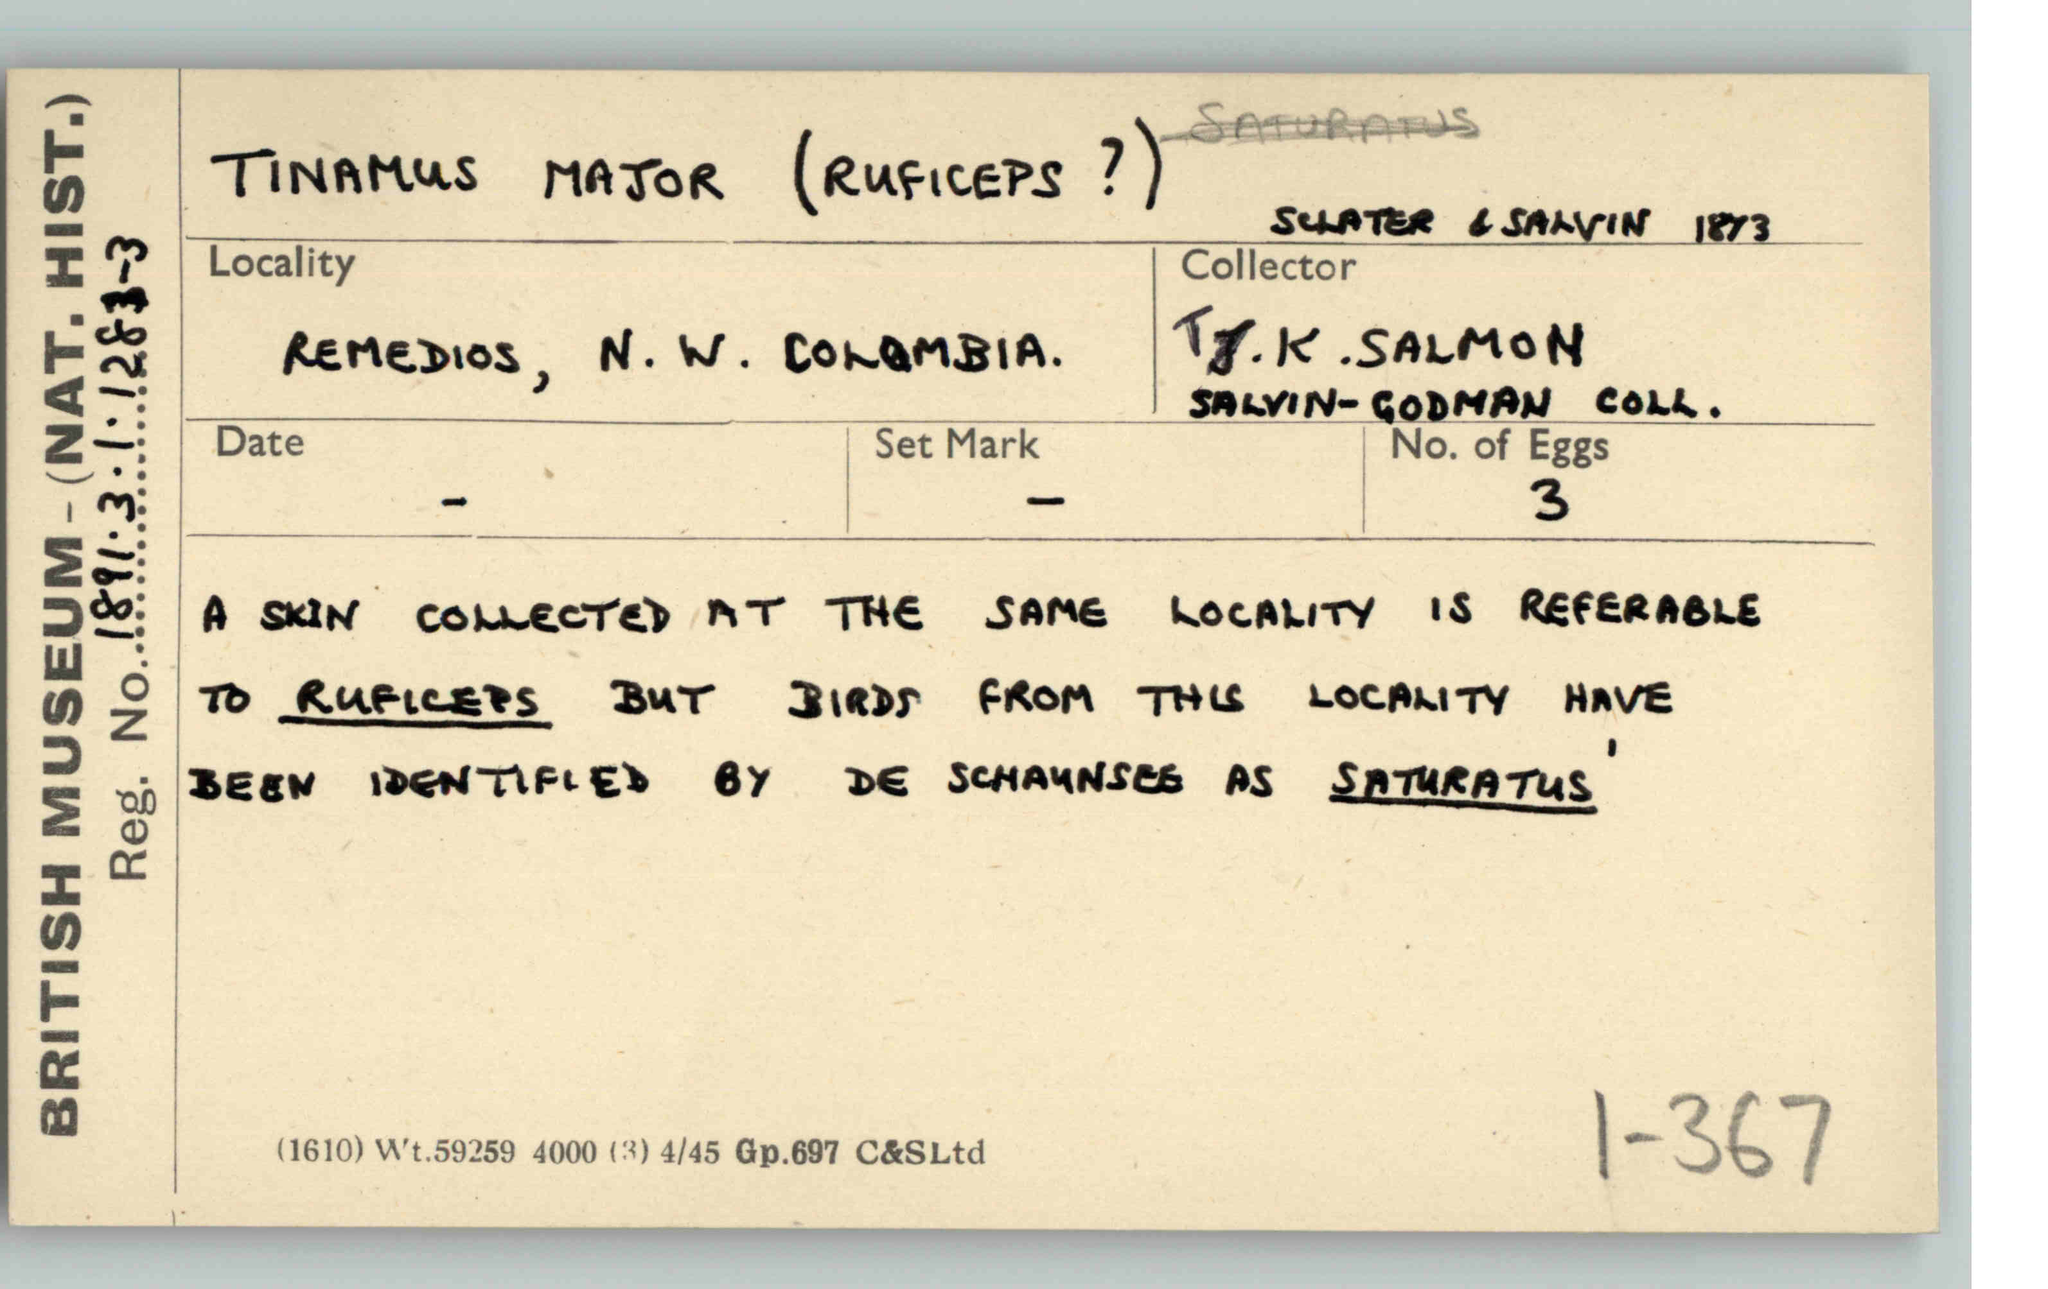 BRITISH MUSEUM - (NAT. HIST.)
Reg. No. 1891.3.1.1283-3
SATURATUS
TINAMUS MAJOR (RUFICEPS ?)
SCLATER & SALVIN 1873
Locality
REMEDIOS, N. W. COLOMBIA.
Collector
T. K. SALMON
SALVIN-GODMAN COLL.
Date
-
Set Mark
-
No. of Eggs
3
A SKIN COLLECTED AT THE SAME LOCALITY IS REFERABLE
TO RUFICEPS BUT BIRDS FROM THIS LOCALITY HAVE
BEEN IDENTIFIED BY DE SCHAUNSEE AS SATURATUS'
(1610) Wt.59259 4000 (3) 4/45 Gp.697 C&SLtd
1-367